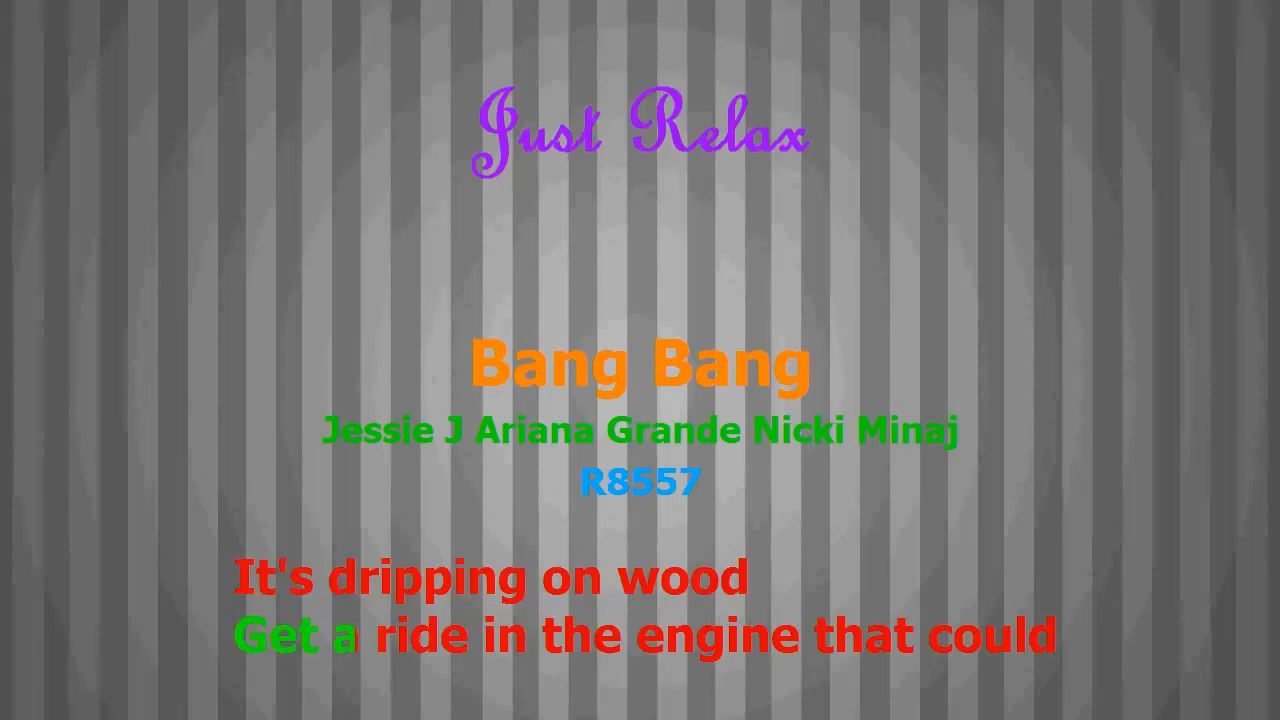 Just Relax
Bang Bang
Jessie J Ariana Grande Nicki Minaj
R8557
It's dripping on wood
Get a ride in the engine that could